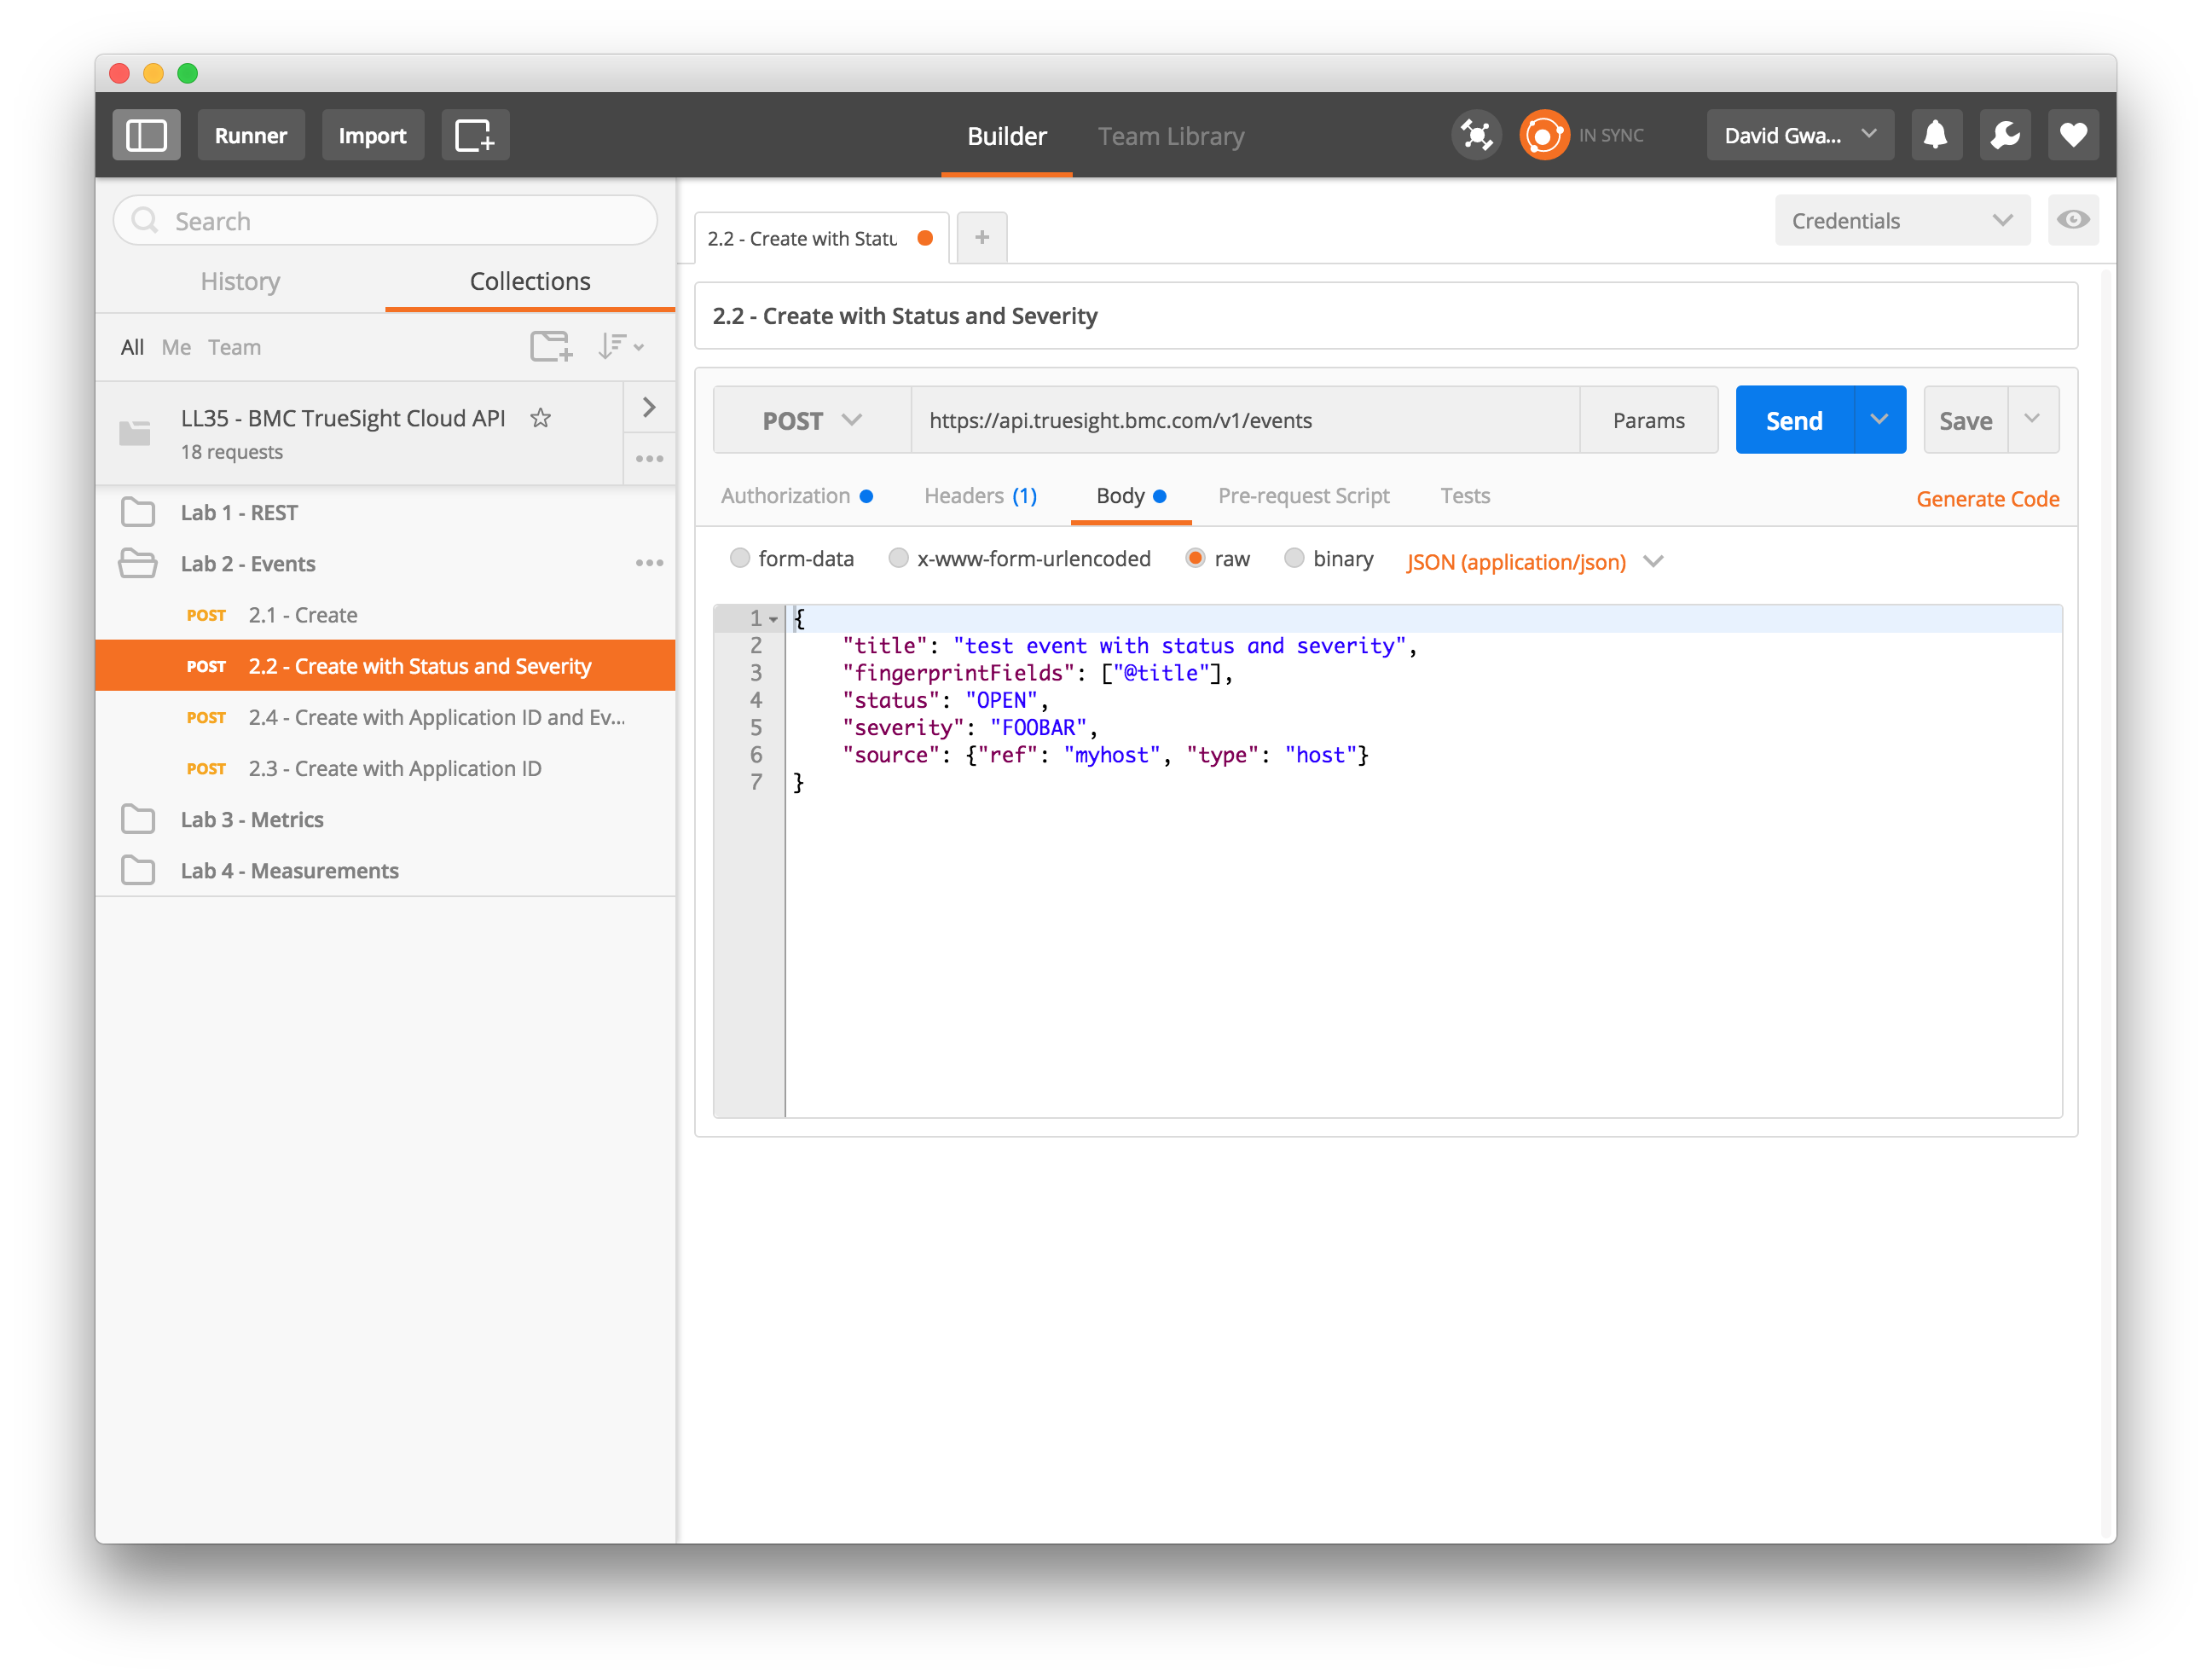 Runner Import Builder Team Library IN SYNC David Gwa...
Search
History Collections
All Me Team
LL35 - BMC TrueSight Cloud API
18 requests
Lab 1 - REST
Lab 2 - Events
POST 2.1 - Create
POST 2.2 - Create with Status and Severity
POST 2.4 - Create with Application ID and Ev...
POST 2.3 - Create with Application ID
Lab 3 - Metrics
Lab 4 - Measurements
2.2 - Create with Statu + Credentials
2.2 - Create with Status and Severity
POST https://api.truesight.bmc.com/v1/events Params Send Save
Authorization Headers (1) Body Pre-request Script Tests Generate Code
form-data x-www-form-urlencoded raw binary JSON (application/json)
1 {
2 "title": "test event with status and severity",
3 "fingerprintFields": ["@title"],
4 "status": "OPEN",
5 "severity": "FOOBAR",
6 "source": {"ref": "myhost", "type": "host"}
7 }